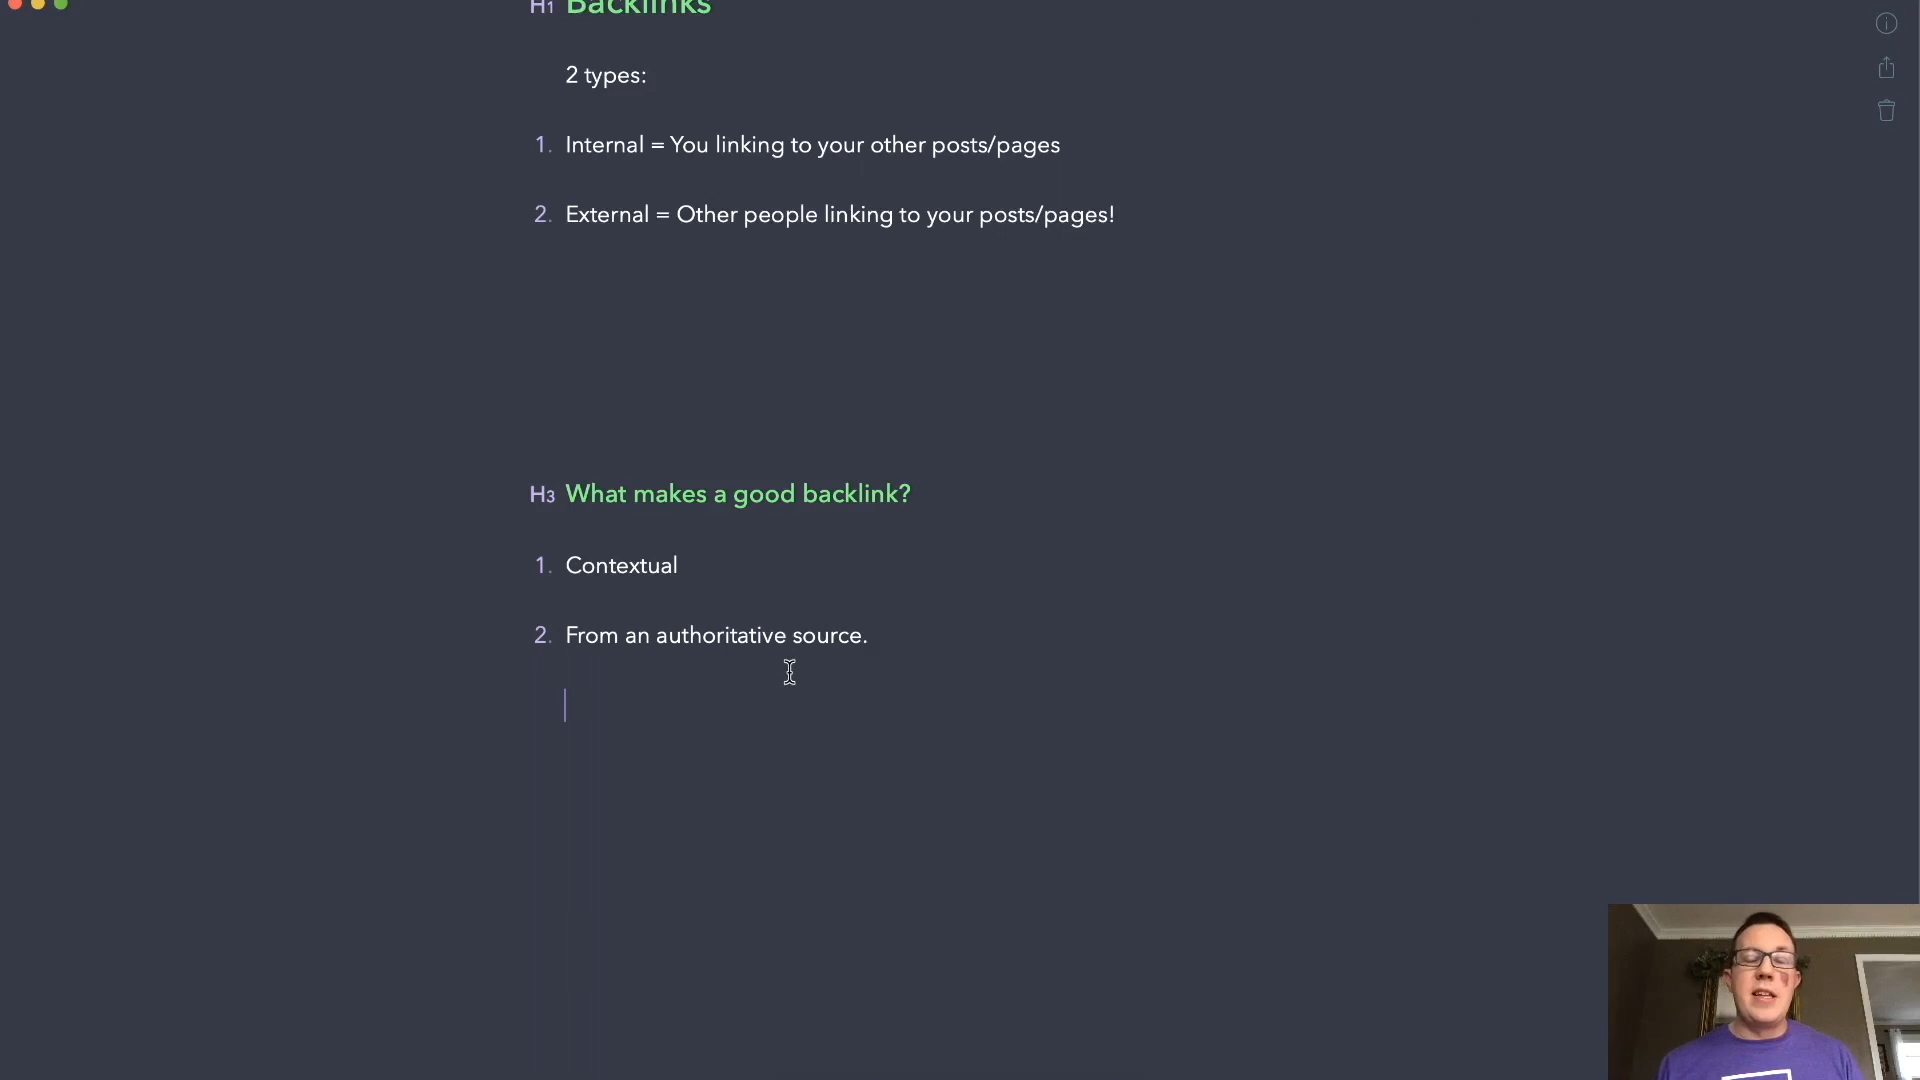 H1 Backlinks
2 types:
1. Internal = You linking to your other posts/pages
2. External = Other people linking to your posts/pages!
H3 What makes a good backlink?
1. Contextual
2. From an authoritative source.